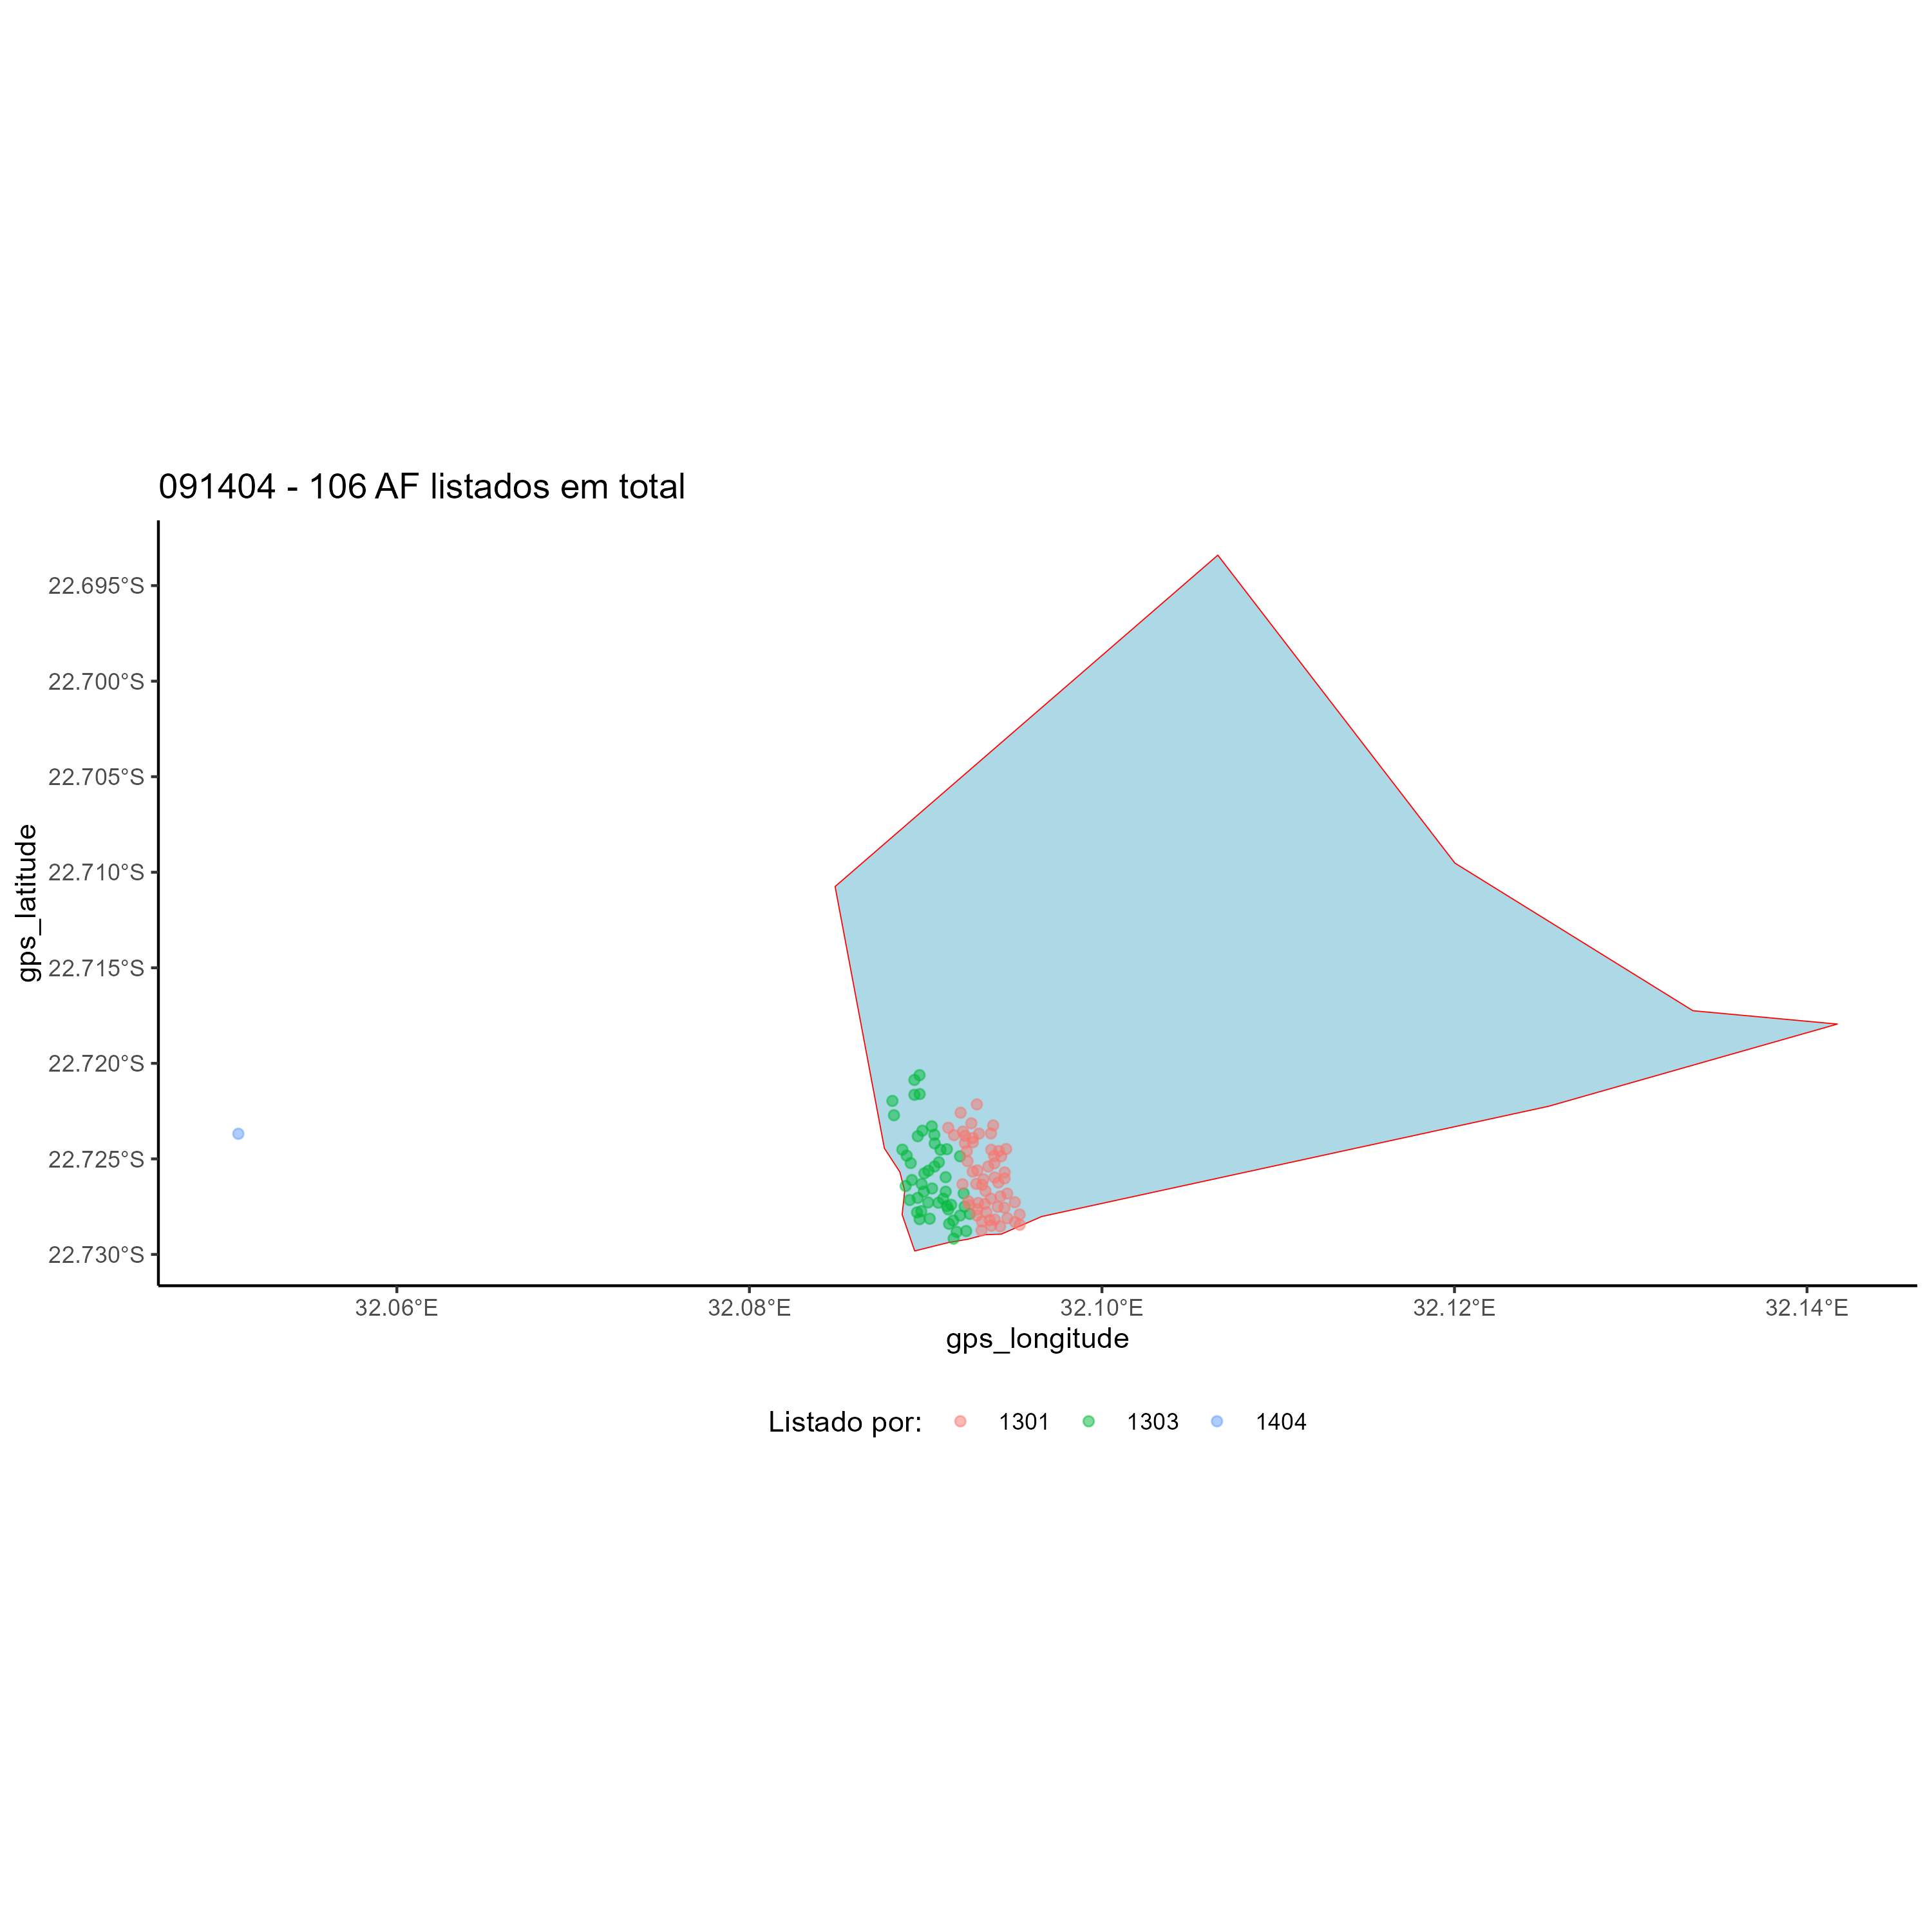 091404 - 106 AF listados em total
22.695°S
22.700°S
22.705°S
22.710°S
22.715°S
22.720°S
22.725°S
22.730°S
gps_latitude
32.06°E 32.08°E 32.10°E 32.12°E 32.14°E
gps_longitude
Listado por: 1301 1303 1404